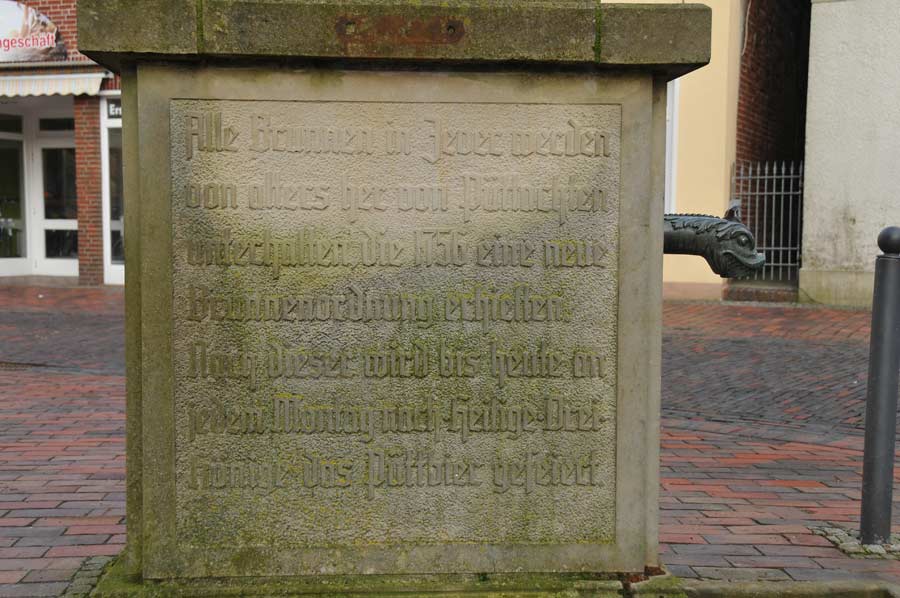 Alle Brunnen in Jever werden
von alters her von Püttachten
unterhalten, die 1756 eine neue
Brunnenordnung erhielten.
Nach dieser wird bis heute an
jedem Montag nach Heilige-Drei-
Könige das Püttbier gefeiert.